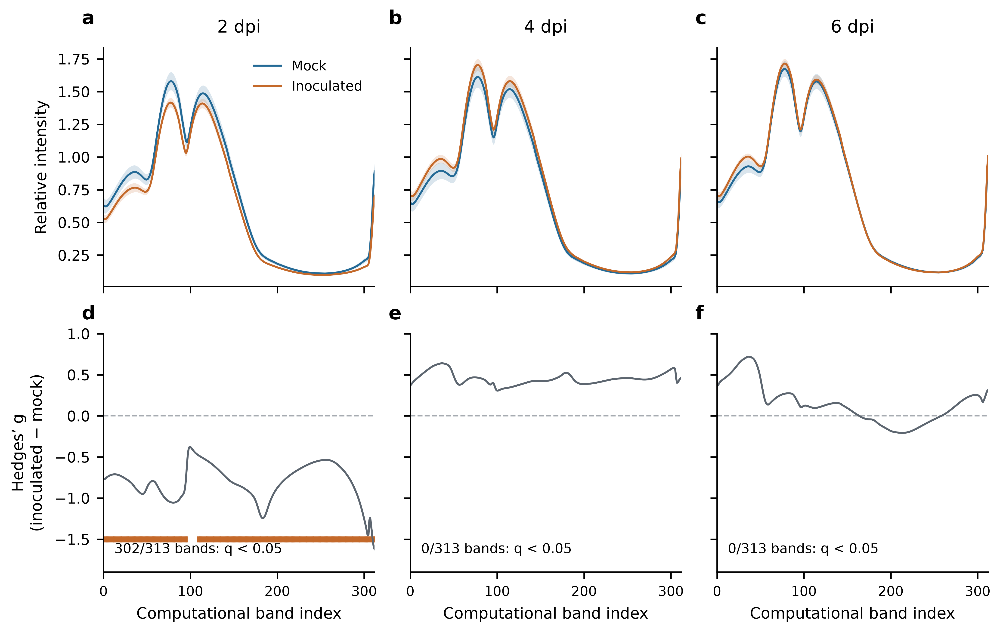 a
2 dpi
b
4 dpi
c
6 dpi
Relative intensity
1.75
1.50
1.25
1.00
0.75
0.50
0.25
Mock
Inoculated
d
e
f
Hedges’ g
(inoculated − mock)
1.0
0.5
0.0
−0.5
−1.0
−1.5
302/313 bands: q < 0.05
0/313 bands: q < 0.05
0/313 bands: q < 0.05
0 100 200 300
0 100 200 300
0 100 200 300
Computational band index
Computational band index
Computational band index